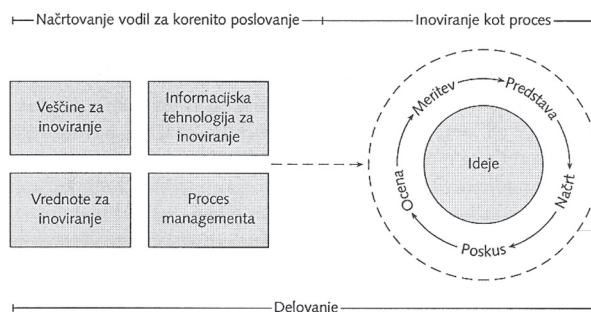 Načrtovanje vodil za korenito poslovanje
Inoviranje kot proces
Veščine za
inoviranje
Informacijska
tehnologija za
inoviranje
Vrednote za
inoviranje
Proces
managementa
Meritev
Predstava
Načrt
Poskus
Ocena
Ideje
Delovanje